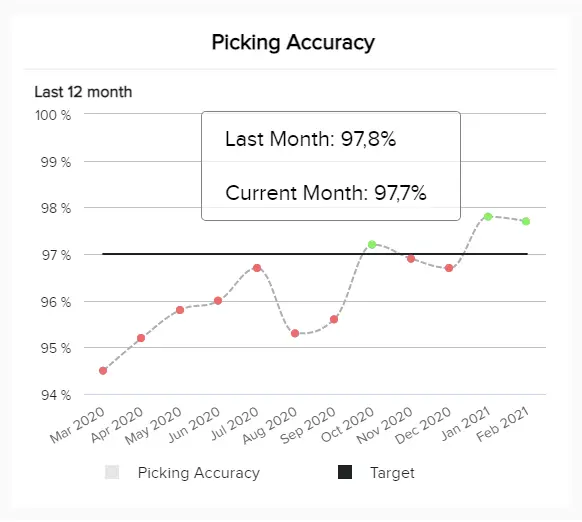 Picking Accuracy
Last 12 month
100 %
Last Month: 97,8%
99 %
Current Month: 97,7%
98 %
97 %
96 %
95 %
94 %
Mar 2020
Apr 2020
May 2020
Jun 2020
Jul 2020
Aug 2020
Sep 2020
Oct 2020
Nov 2020
Dec 2020
Jan 2021
Feb 2021
Picking Accuracy
Target